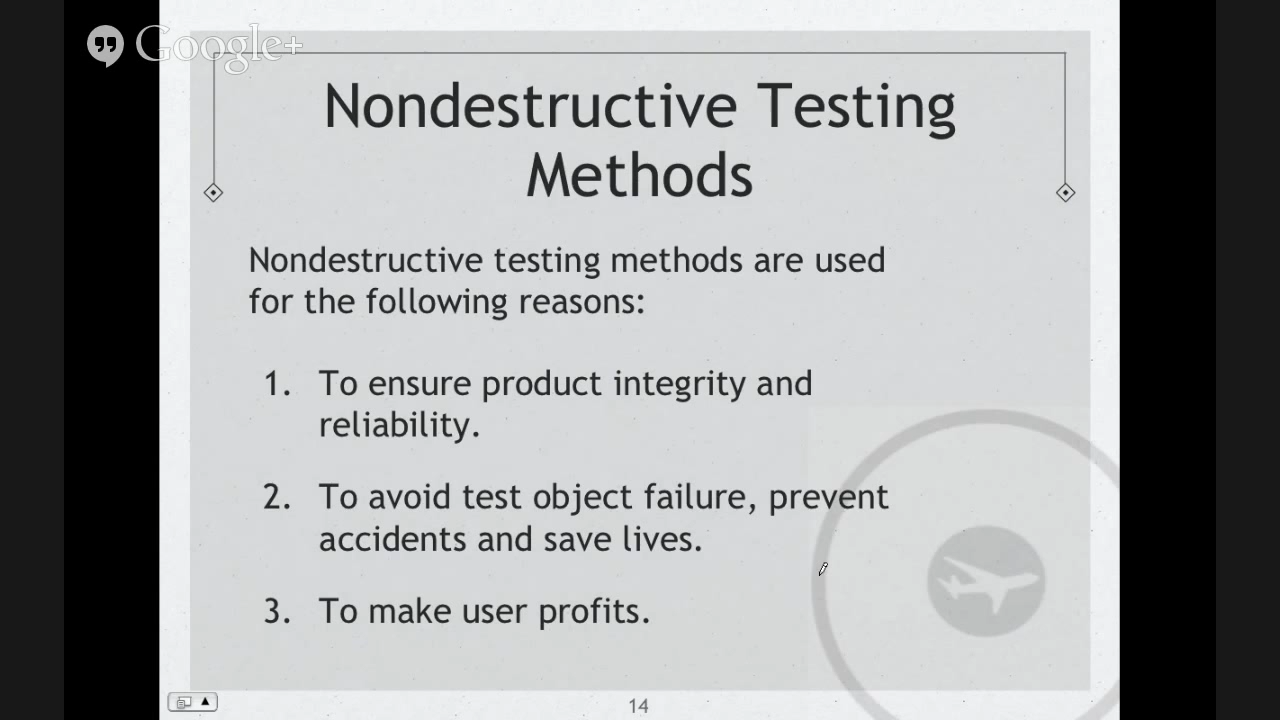 Google+
Nondestructive Testing
Methods
Nondestructive testing methods are used
for the following reasons:
1. To ensure product integrity and
reliability.
2. To avoid test object failure, prevent
accidents and save lives.
3. To make user profits.
14